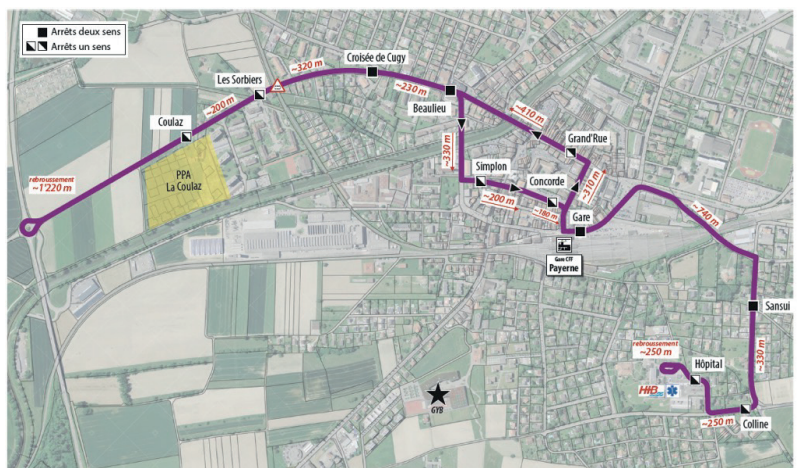 Arrêts deux sens
Arrêts un sens
Croisée de Cugy
~320 m
Les Sorbiers
~230 m
~200 m
Beaulieu
~410 m
Coulaz
Grand'Rue
~330 m
PPA
La Coulaz
Simplon
Concorde
~310 m
rebroussement
~1'220 m
~200 m
~180 m
Gare
~740 m
Gare CFF
Payerne
Sansui
rebroussement
~250 m
~330 m
Hôpital
HIB
GYB
~250 m
Colline